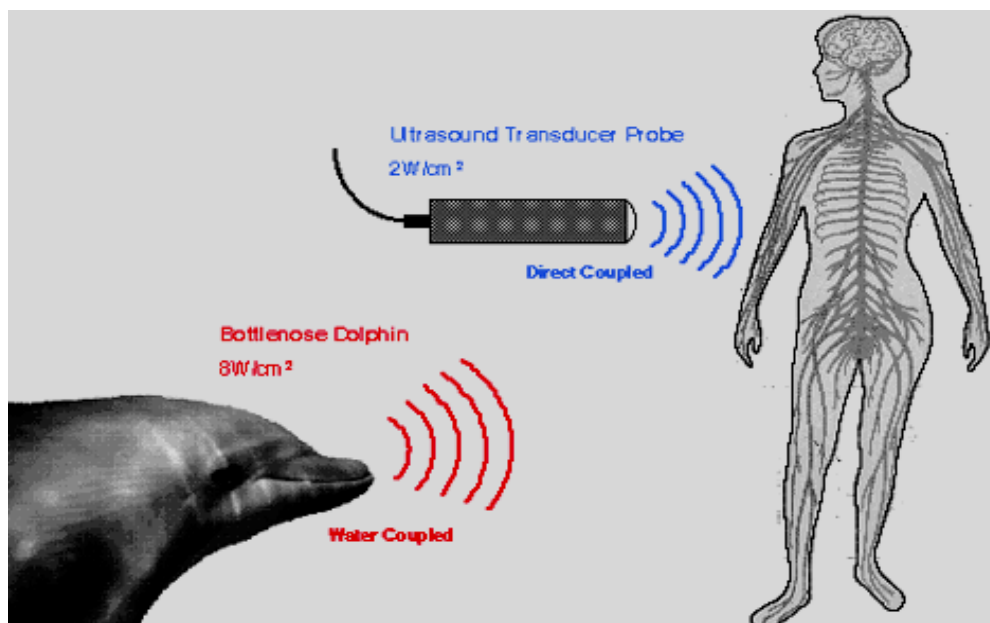 Ultrasound Transducer Probe
2W/cm²
Direct Coupled
Bottlenose Dolphin
8W/cm²
Water Coupled